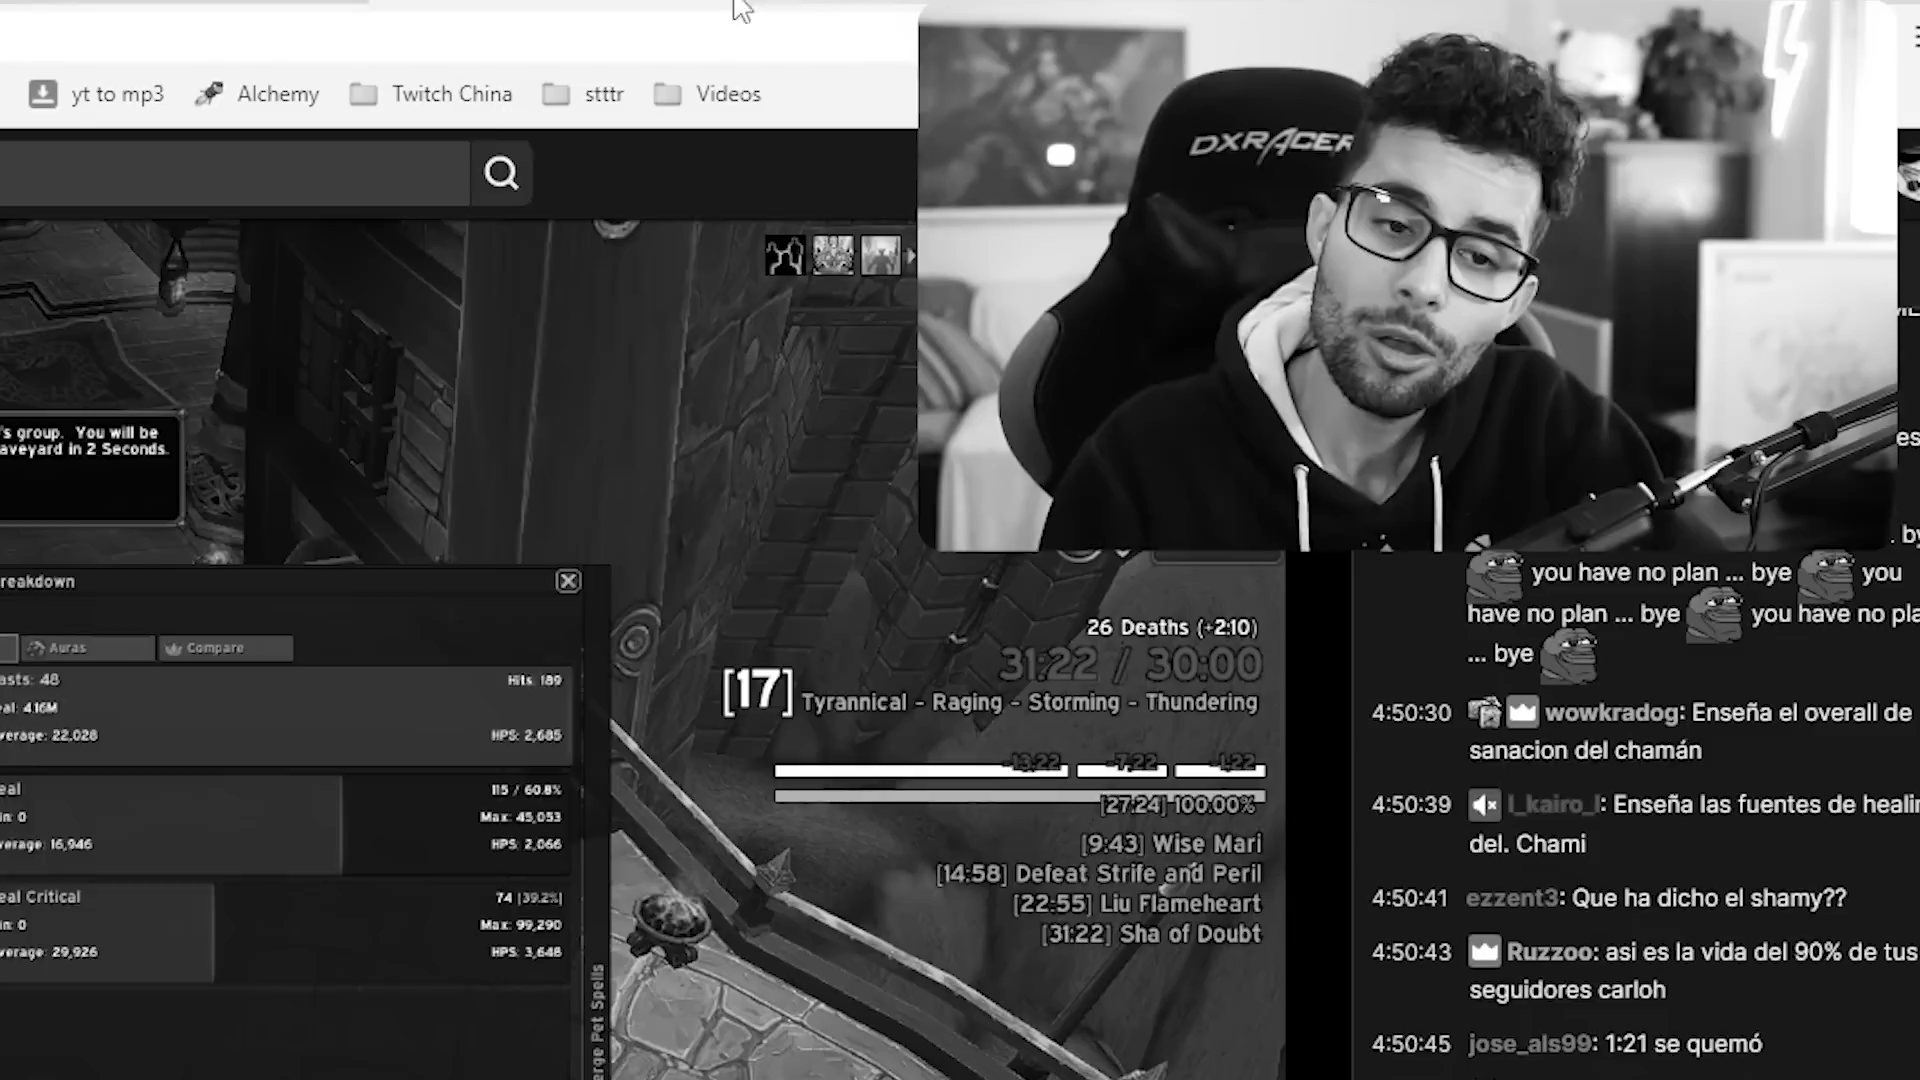 yt to mp3
Alchemy
Twitch China
stttr
Videos
DXRACER
's group. You will be
aveyard in 2 Seconds.
reakdown
Auras
Compare
asts: 48
Hits: 189
eal: 4.16M
verage: 22,028
HPS: 2,685
eal
115 / 60.8%
in: 0
Max: 45,053
verage: 16,946
HPS: 2,066
eal Critical
74 [39.2%]
in: 0
Max: 99,290
verage: 29,926
HPS: 3,648
erge Pet Spells
26 Deaths (+2:10)
31:22 / 30:00
[17] Tyrannical - Raging - Storming - Thundering
-13:22 -7:22 -1:22
[27:24] 100.00%
[9:43] Wise Mari
[14:58] Defeat Strife and Peril
[22:55] Liu Flameheart
[31:22] Sha of Doubt
es
. by
you have no plan ... bye you
have no plan ... bye you have no pla
... bye
4:50:30 wowkradog: Enseña el overall de
sanacion del chamán
4:50:39 l_kairo_l: Enseña las fuentes de healin
del. Chami
4:50:41 ezzent3: Que ha dicho el shamy??
4:50:43 Ruzzoo: asi es la vida del 90% de tus
seguidores carloh
4:50:45 jose_als99: 1:21 se quemó